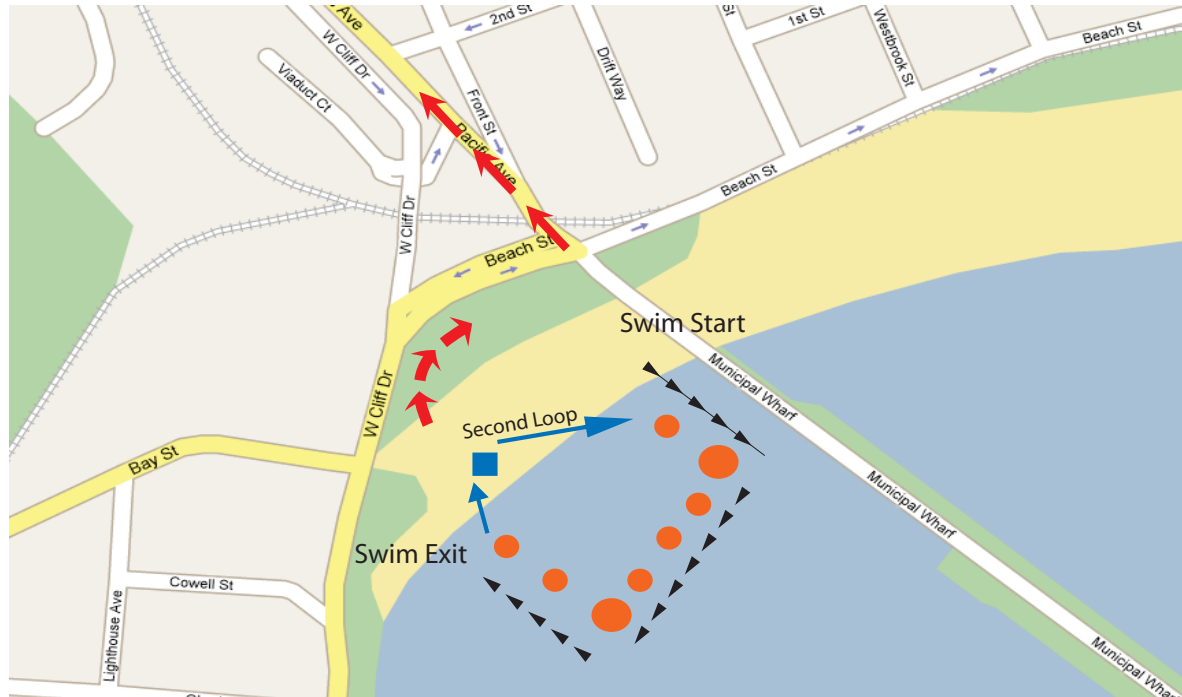 Ave
2nd St
St
1st St
Westbrook St
Beach St
W Cliff Dr
Viaduct Ct
Drift Way
Front St
Pacific Ave
Beach St
W Cliff Dr
Beach St
Swim Start
Municipal Wharf
W Cliff Dr
Second Loop
Bay St
Municipal Wharf
Swim Exit
Cowell St
Lighthouse Ave
Municipal Wharf